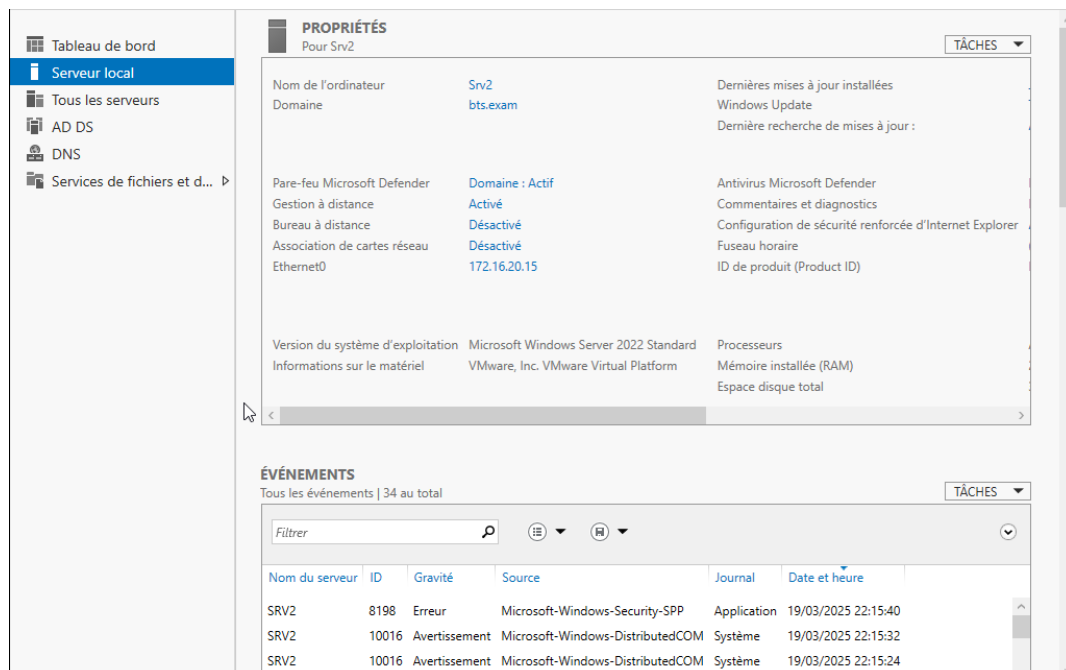 Tableau de bord
Serveur local
Tous les serveurs
AD DS
DNS
Services de fichiers et d...
PROPRIÉTÉS
Pour Srv2
TÂCHES
Nom de l'ordinateur Srv2 Dernières mises à jour installées
Domaine bts.exam Windows Update
Dernière recherche de mises à jour :
Pare-feu Microsoft Defender Domaine : Actif Antivirus Microsoft Defender
Gestion à distance Activé Commentaires et diagnostics
Bureau à distance Désactivé Configuration de sécurité renforcée d'Internet Explorer
Association de cartes réseau Désactivé Fuseau horaire
Ethernet0 172.16.20.15 ID de produit (Product ID)
Version du système d'exploitation Microsoft Windows Server 2022 Standard Processeurs
Informations sur le matériel VMware, Inc. VMware Virtual Platform Mémoire installée (RAM)
Espace disque total
ÉVÉNEMENTS
Tous les événements | 34 au total
TÂCHES
Filtrer
Nom du serveur ID Gravité Source Journal Date et heure
SRV2 8198 Erreur Microsoft-Windows-Security-SPP Application 19/03/2025 22:15:40
SRV2 10016 Avertissement Microsoft-Windows-DistributedCOM Système 19/03/2025 22:15:32
SRV2 10016 Avertissement Microsoft-Windows-DistributedCOM Système 19/03/2025 22:15:24